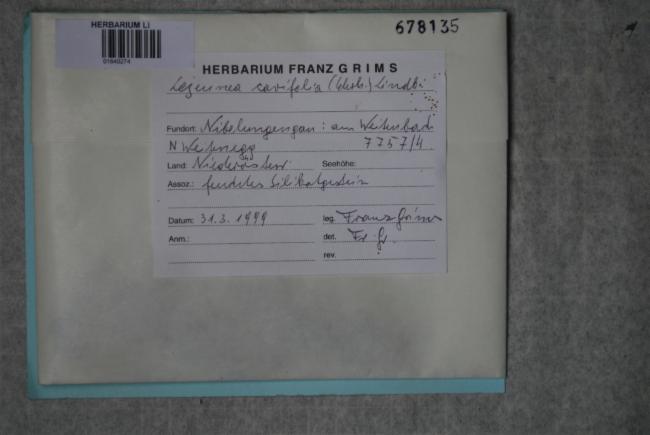 HERBARIUM LI
01640274
678135
HERBARIUM FRANZ GRIMS
Lejeunea cavifolia (Ehrh.) Lindb.
Fundort: Nibelungengau: am Weitenbach
N Weitenegg 7757/4
Land: Niederösterr. Seehöhe:
Assoz.: feuchtes Silikatgestein
Datum: 31.3.1999 leg. Franz Grims
Anm.: det. Fr. Gr.
rev.